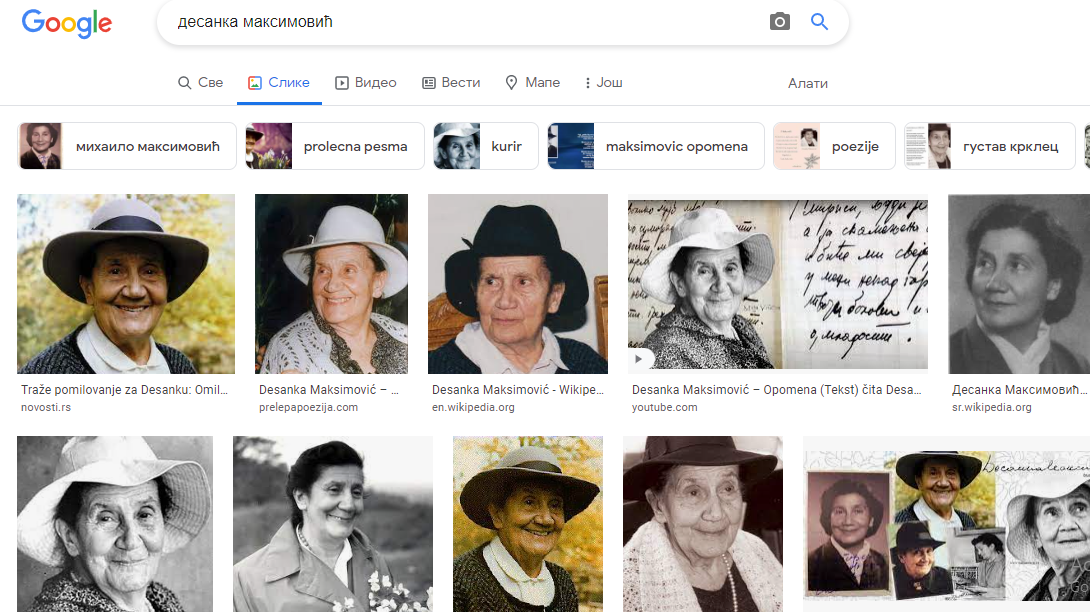 Google
десанка максимовић
Све
Слике
Видео
Вести
Мапе
Још
Алати
михаило максимовић
prolecna pesma
kurir
maksimovic opomena
poezije
густав крклец
Traže pomilovanje za Desanku: Omil...
novosti.rs
Desanka Maksimović – ...
prelepapoezija.com
Desanka Maksimović - Wikipe...
en.wikipedia.org
Desanka Maksimović – Opomena (Tekst) čita Desa...
youtube.com
Десанка Максимовић...
sr.wikipedia.org